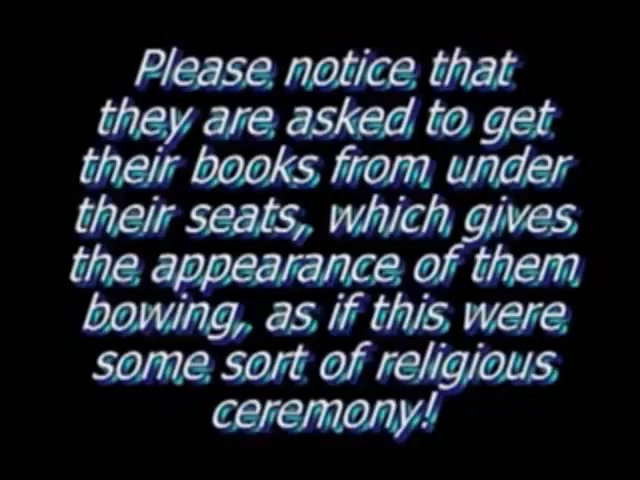 Please notice that
they are asked to get
their books from under
their seats, which gives
the appearance of them
bowing, as if this were
some sort of religious
ceremony!